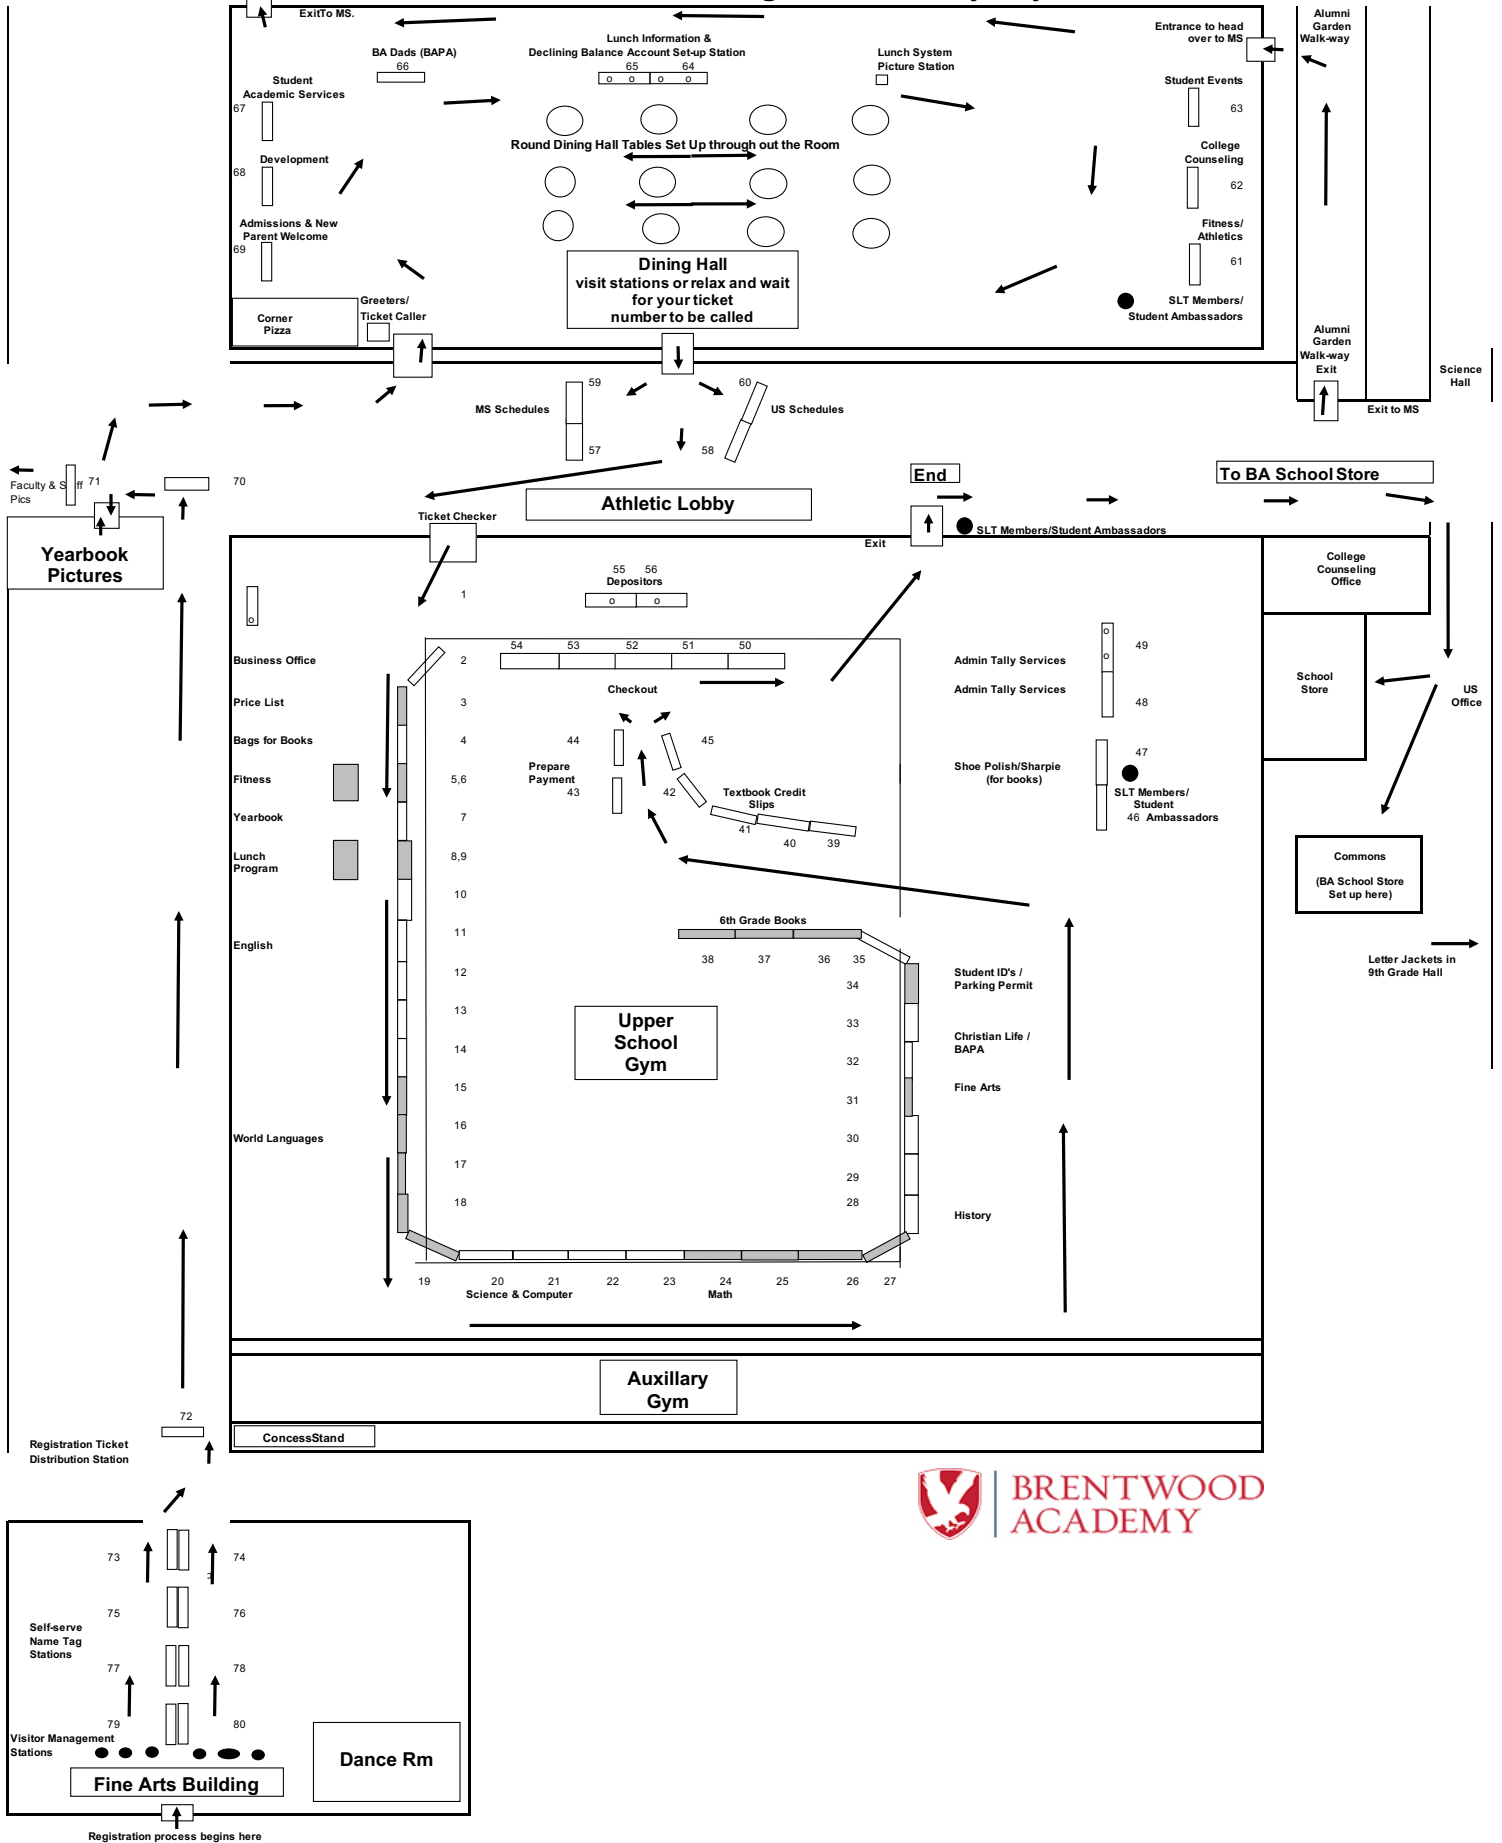 ExitTo MS.
Entrance to head
over to MS
Alumni
Garden
Walk-way
BA Dads (BAPA)
66
Lunch Information &
Declining Balance Account Set-up Station
65 64
o o o o
Lunch System
Picture Station
Student
Academic Services
67
Student Events
63
Round Dining Hall Tables Set Up through out the Room
Development
68
College
Counseling
62
Admissions & New
Parent Welcome
69
Fitness/
Athletics
61
Dining Hall
visit stations or relax and wait
for your ticket
number to be called
Corner
Pizza
Greeters/
Ticket Caller
SLT Members/
Student Ambassadors
Alumni
Garden
Walk-way
Exit
Science
Hall
Exit to MS
59
MS Schedules
57
60
US Schedules
58
Faculty & S ff
Pics
71
70
End
To BA School Store
Athletic Lobby
Ticket Checker
Exit
SLT Members/Student Ambassadors
Yearbook
Pictures
College
Counseling
Office
1
o
55 56
Depositors
o o
Business Office
2
54 53 52 51 50
Checkout
Admin Tally Services
o
o
49
Admin Tally Services
48
School
Store
US
Office
Price List
3
Bags for Books
4
44
45
Prepare
Payment
43
42
Textbook Credit
Slips
41
40
39
Shoe Polish/Sharpie
(for books)
47
SLT Members/
Student
46 Ambassadors
Fitness
5,6
Yearbook
7
Lunch
Program
8,9
10
Commons
(BA School Store
Set up here)
11
English
12
13
14
15
16
World Languages
17
18
6th Grade Books
38 37 36 35
34
33
32
31
30
29
28
Student ID's /
Parking Permit
Christian Life /
BAPA
Fine Arts
History
Letter Jackets in
9th Grade Hall
Upper
School
Gym
19 20 21 22 23 24 25 26 27
Science & Computer
Math
Auxillary
Gym
ConcessStand
72
Registration Ticket
Distribution Station
BRENTWOOD
ACADEMY
73
74
75
76
Self-serve
Name Tag
Stations
77
78
79
80
Visitor Management
Stations
Dance Rm
Fine Arts Building
Registration process begins here